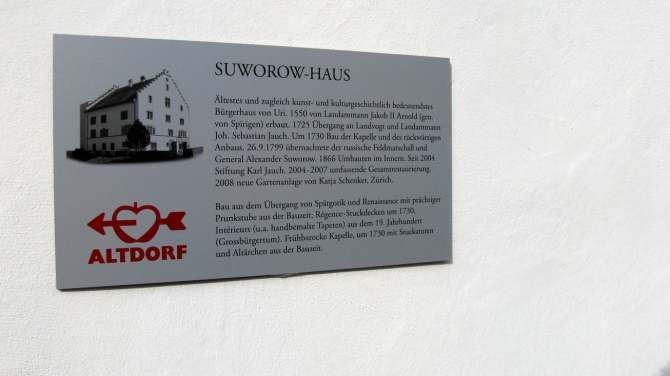 SUWOROW-HAUS
Ältestes und zugleich kunst- und kulturgeschichtlich bedeutendstes
Bürgerhaus von Uri. 1550 von Landammann Jakob II Arnold (gen.
von Spirigen) erbaut. 1725 Übergang an Landvogt und Landammann
Joh. Sebastian Jauch. Um 1730 Bau der Kapelle und des rückwärtigen
Anbaus. 26.9.1799 übernachtete der russische Feldmarschall und
General Alexander Suworow. 1866 Umbauten im Innern. Seit 2004
Stiftung Karl Jauch. 2004-2007 umfassende Gesamtrestaurierung.
2008 neue Gartenanlage von Katja Schenker, Zürich.
Bau aus dem Übergang von Spätgotik und Renaissance mit prächtiger
Prunkstube aus der Bauzeit; Régence-Stuckdecken um 1730,
Intérieurs (u.a. handbemalte Tapeten) aus dem 19. Jahrhundert
(Grossbürgertum). Frühbarocke Kapelle, um 1730 mit Stuckaturen
und Altärchen aus der Bauzeit.
ALTDORF